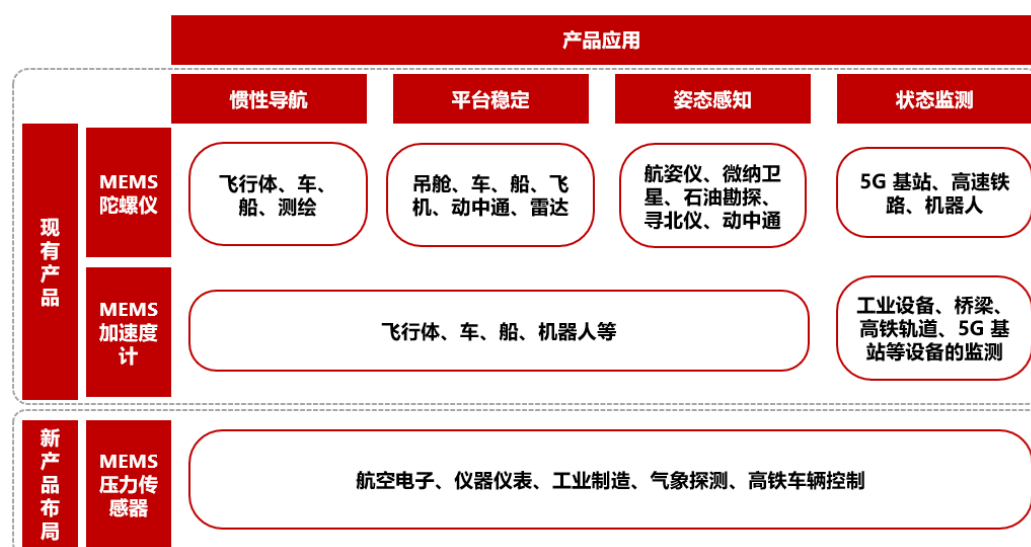 产品应用
惯性导航
平台稳定
姿态感知
状态监测
现
有
产
品
MEMS
陀螺仪
飞行体、车、
船、测绘
吊舱、车、船、飞
机、动中通、雷达
航姿仪、微纳卫
星、石油勘探、
寻北仪、动中通
5G 基站、高速铁
路、机器人
MEMS
加速度
计
飞行体、车、船、机器人等
工业设备、桥梁、
高铁轨道、5G 基
站等设备的监测
新
产
品
布
局
MEMS
压力传
感器
航空电子、仪器仪表、工业制造、气象探测、高铁车辆控制